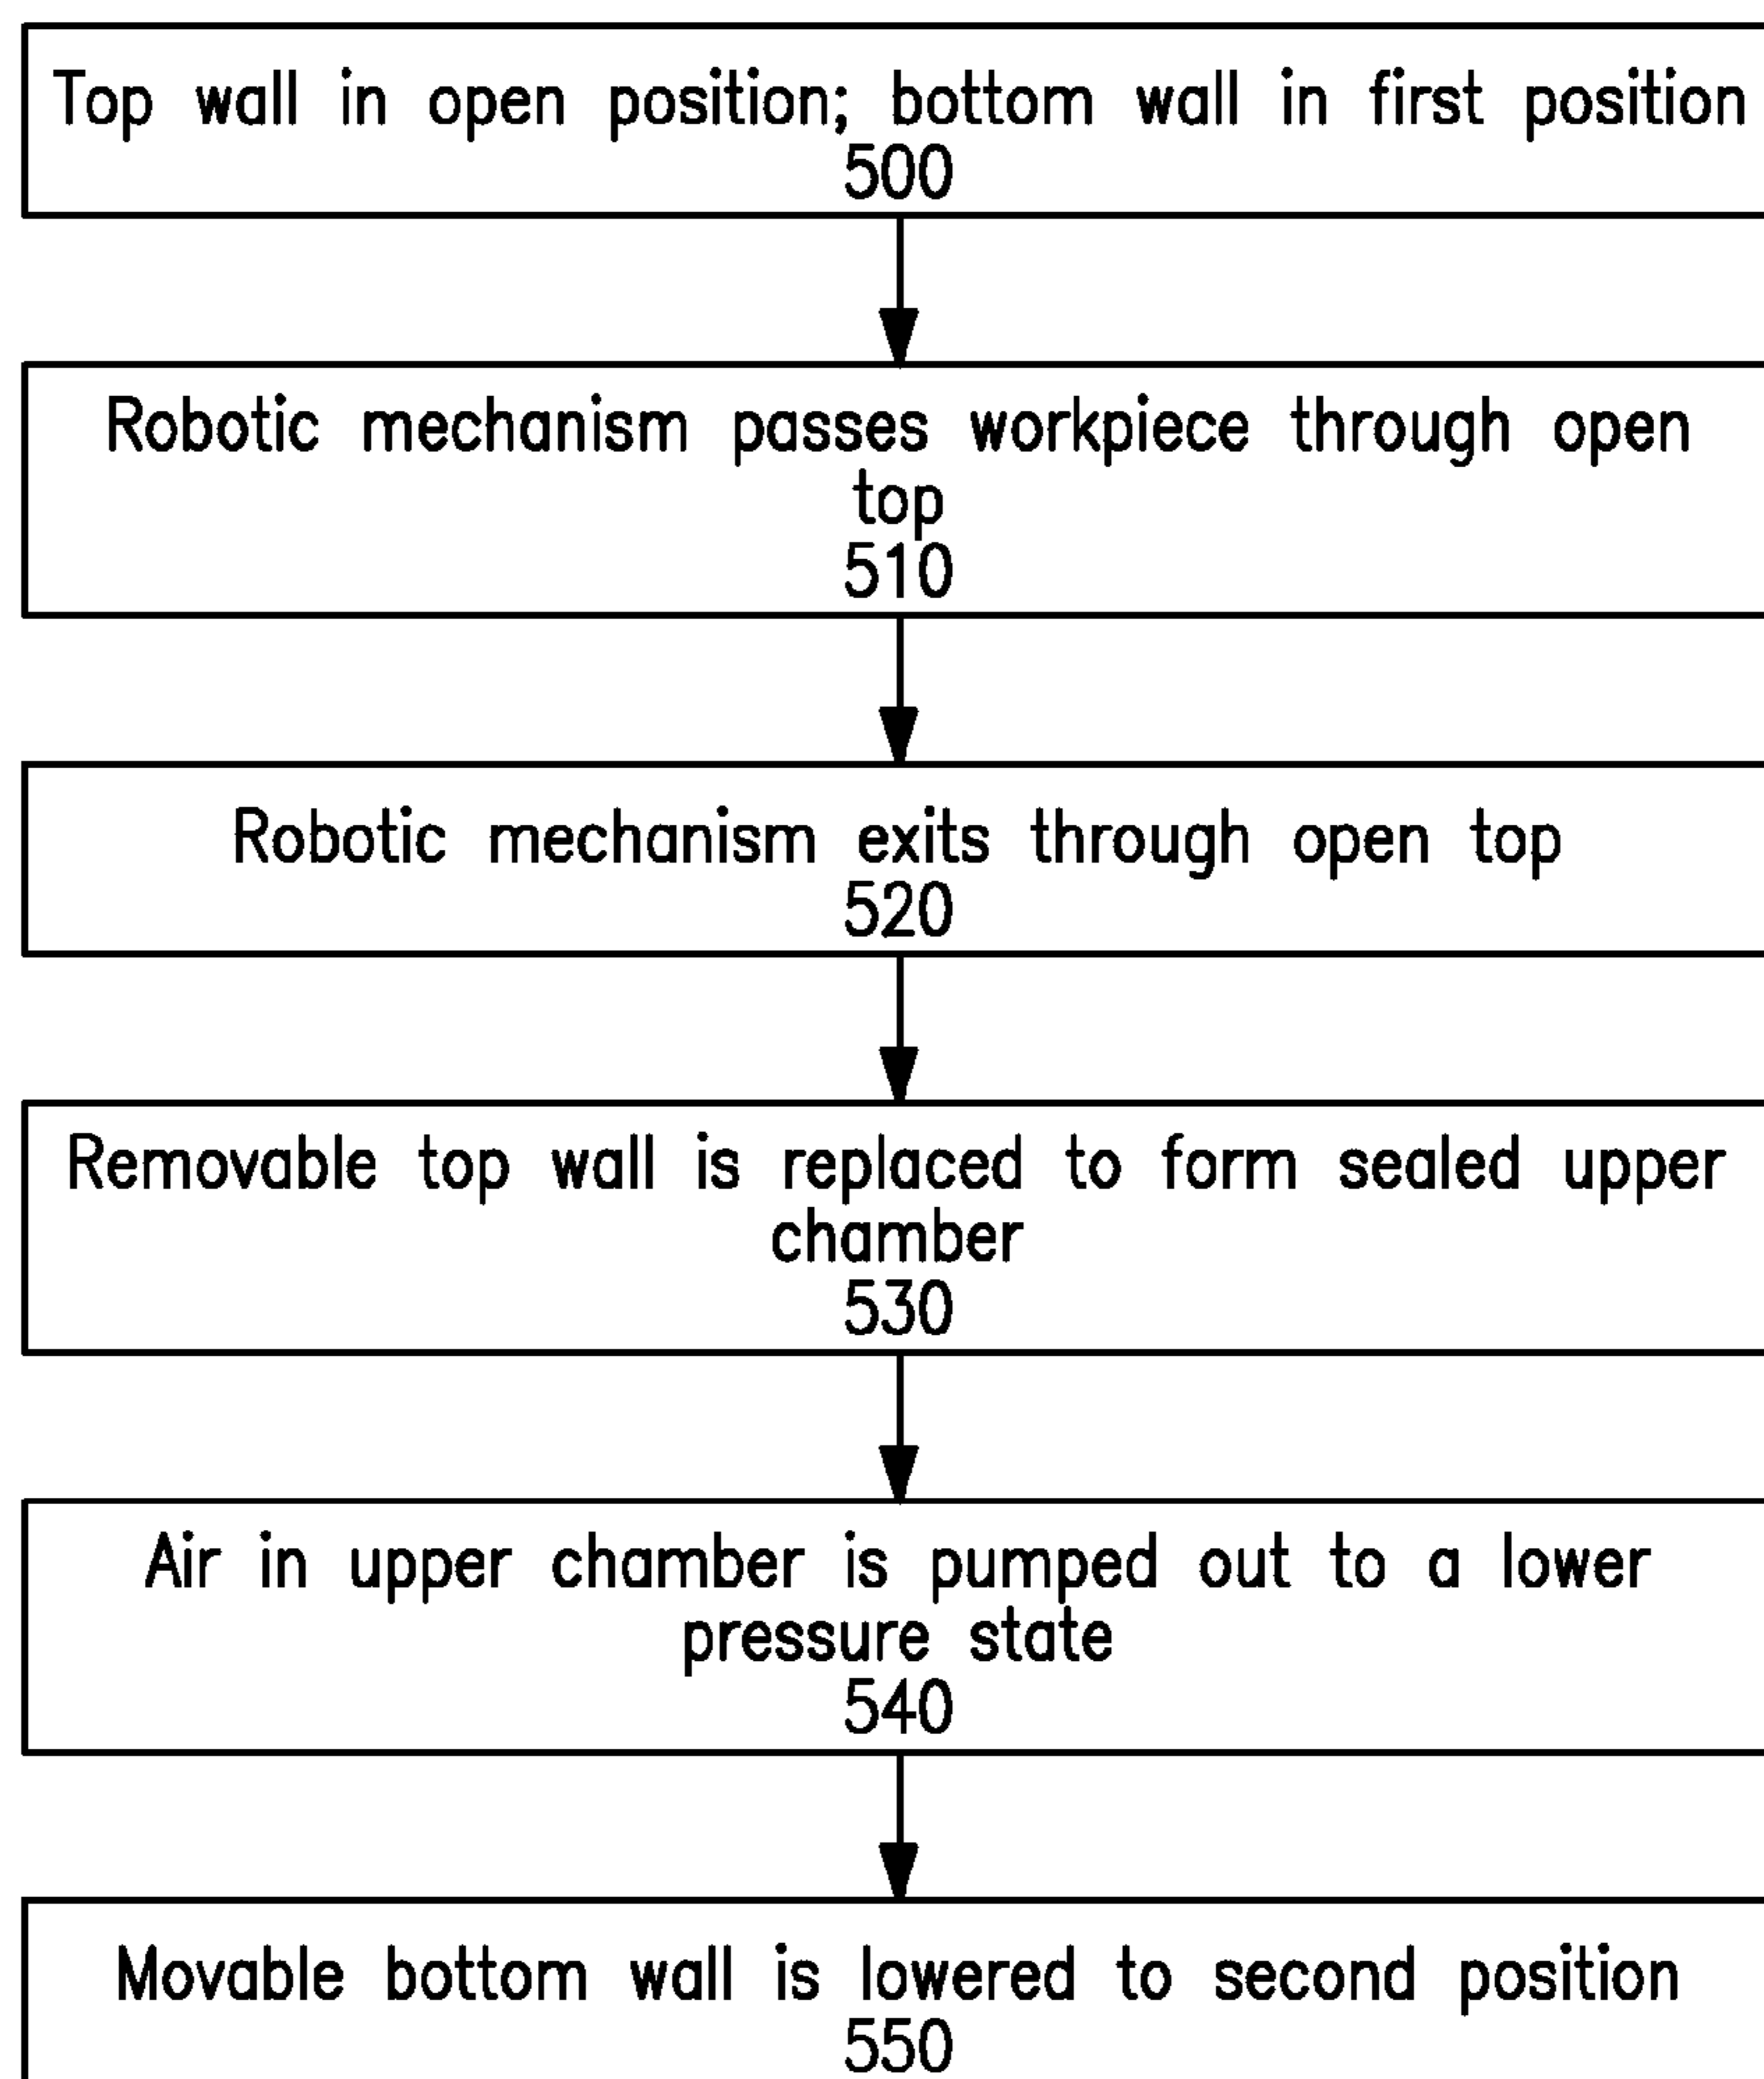 Top wall in open position; bottom wall in first position
500
Robotic mechanism passes workpiece through open
top
510
Robotic mechanism exits through open top
520
Removable top wall is replaced to form sealed upper
chamber
530
Air in upper chamber is pumped out to a lower
pressure state
540
Movable bottom wall is lowered to second position
550